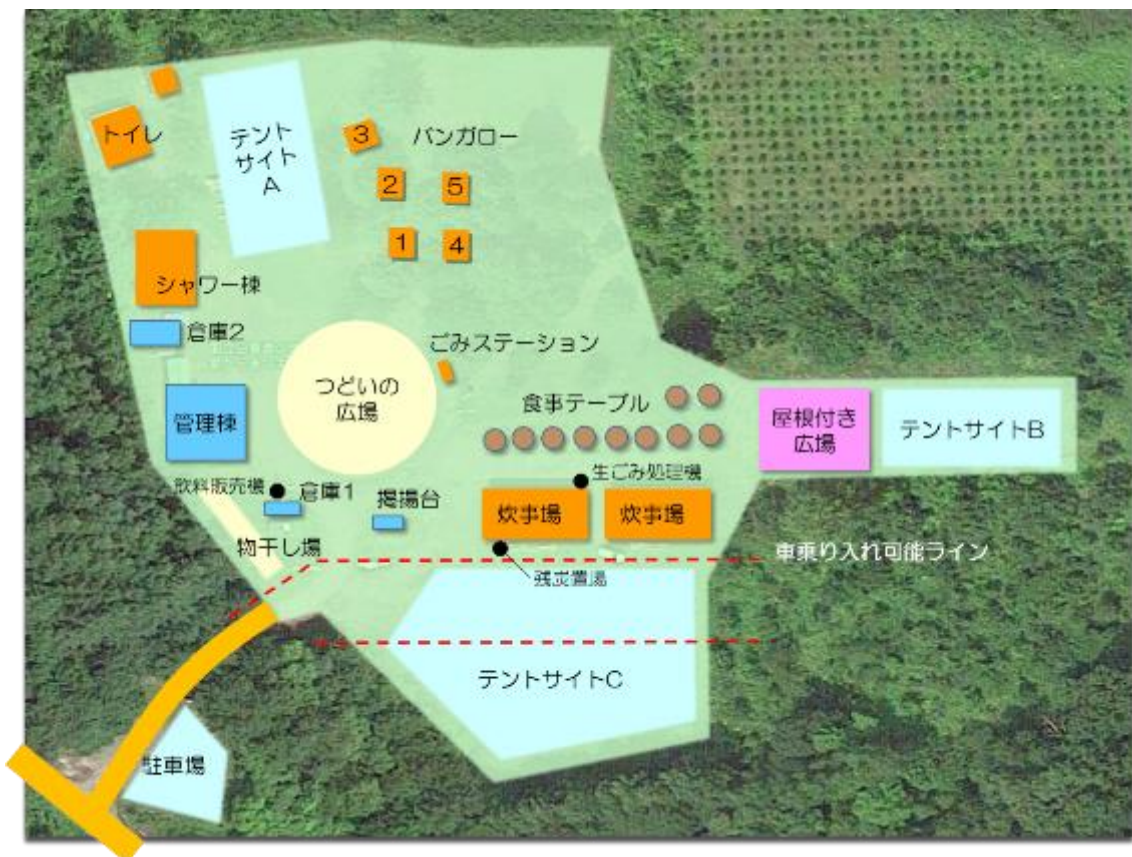 トイレ
テント
サイト
A
3
バンガロー
2
5
1
4
シャワー棟
倉庫2
ごみステーション
つどいの
広場
食事テーブル
管理棟
屋根付き
広場
テントサイトB
生ごみ処理機
飲料販売機
倉庫1
掲揚台
炊事場
炊事場
物干し場
車乗り入れ可能ライン
残炭置場
テントサイトC
駐車場